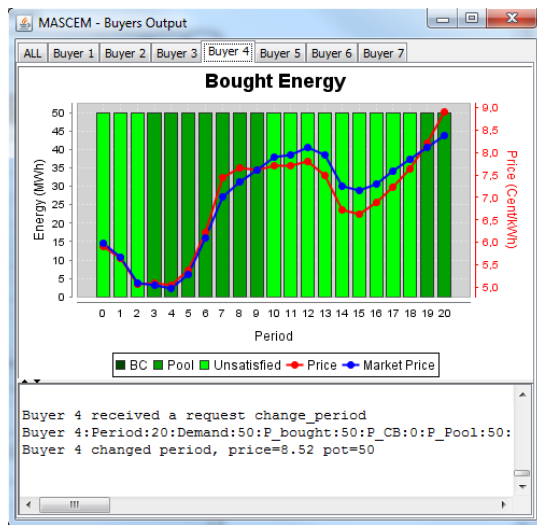 MASCEM - Buyers Output
ALL Buyer 1 Buyer 2 Buyer 3 Buyer 4 Buyer 5 Buyer 6 Buyer 7
Bought Energy
50
45
40
35
30
25
20
15
10
5
0
Energy (MWh)
9,0
8,5
8,0
7,5
7,0
6,5
6,0
5,5
5,0
Price (Cent/kWh)
0 1 2 3 4 5 6 7 8 9 10 11 12 13 14 15 16 17 18 19 20
Period
BC Pool Unsatisfied Price Market Price
Buyer 4 received a request change_period
Buyer 4:Period:20:Demand:50:P_bought:50:P_CB:0:P_Pool:50:
Buyer 4 changed period, price=8.52 pot=50